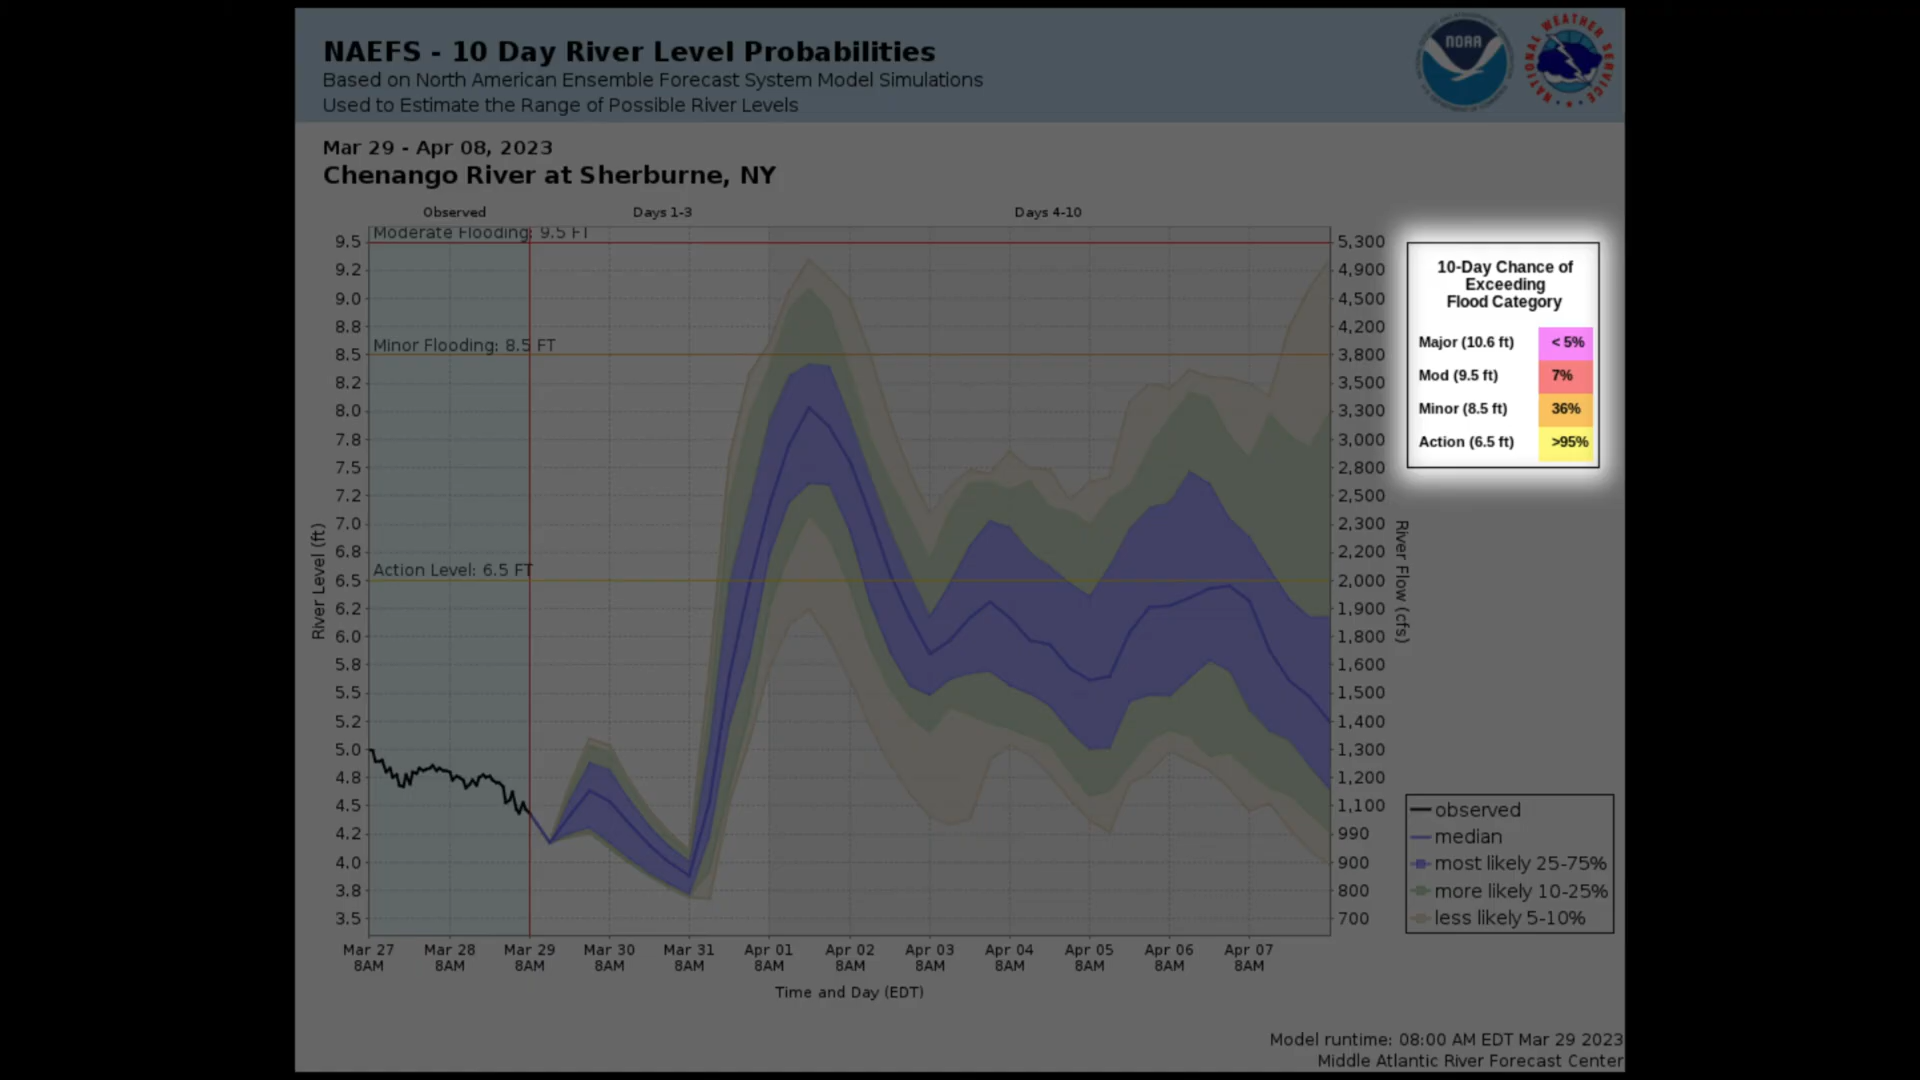 NAEFS - 10 Day River Level Probabilities
Based on North American Ensemble Forecast System Model Simulations
Used to Estimate the Range of Possible River Levels
NOAA
NATIONAL WEATHER SERVICE
Mar 29 - Apr 08, 2023
Chenango River at Sherburne, NY
Observed
Days 1-3
Days 4-10
Moderate Flooding: 9.5 FT
Minor Flooding: 8.5 FT
Action Level: 6.5 FT
River Level (ft)
9.5
9.2
9.0
8.8
8.5
8.2
8.0
7.8
7.5
7.2
7.0
6.8
6.5
6.2
6.0
5.8
5.5
5.2
5.0
4.8
4.5
4.2
4.0
3.8
3.5
5,300
4,900
4,500
4,200
3,800
3,500
3,300
3,000
2,800
2,500
2,300
2,200
2,000
1,900
1,800
1,600
1,500
1,400
1,300
1,200
1,100
990
900
800
700
River Flow (cfs)
10-Day Chance of
Exceeding
Flood Category
Major (10.6 ft) < 5%
Mod (9.5 ft) 7%
Minor (8.5 ft) 36%
Action (6.5 ft) >95%
observed
median
most likely 25-75%
more likely 10-25%
less likely 5-10%
Mar 27 Mar 28 Mar 29 Mar 30 Mar 31 Apr 01 Apr 02 Apr 03 Apr 04 Apr 05 Apr 06 Apr 07
8AM 8AM 8AM 8AM 8AM 8AM 8AM 8AM 8AM 8AM 8AM 8AM
Time and Day (EDT)
Model runtime: 08:00 AM EDT Mar 29 2023
Middle Atlantic River Forecast Center